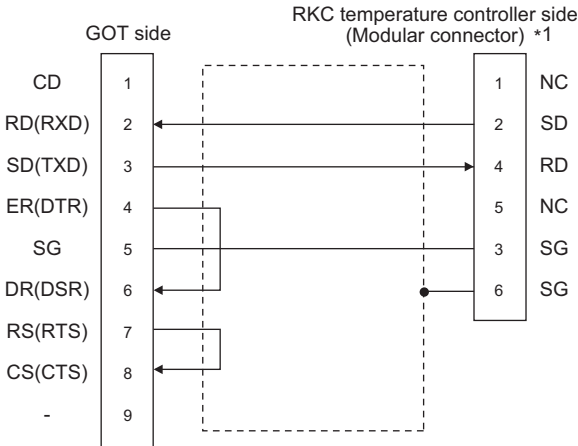 RKC temperature controller side
GOT side (Modular connector) *1
CD 1 1 NC
RD(RXD) 2 2 SD
SD(TXD) 3 4 RD
ER(DTR) 4 5 NC
SG 5 3 SG
DR(DSR) 6 6 SG
RS(RTS) 7
CS(CTS) 8
- 9